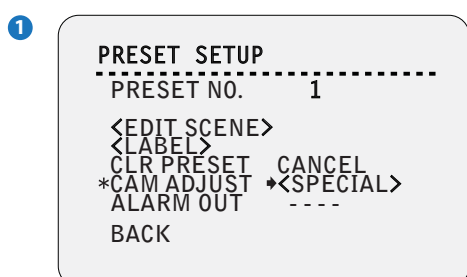 1
PRESET SETUP
PRESET NO. 1
<EDIT SCENE>
<LABEL>
CLR PRESET CANCEL
*CAM ADJUST ➧<SPECIAL>
ALARM OUT ----
BACK